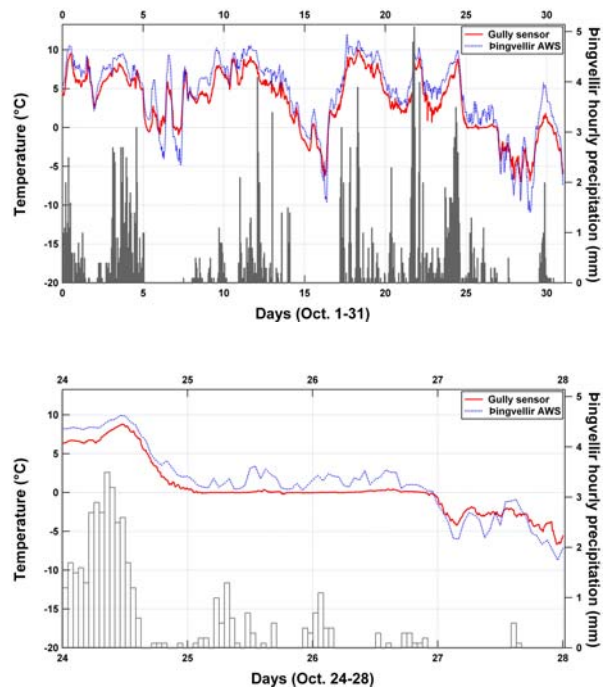 0 5 10 15 20 25 30
Gully sensor
Þingvellir AWS
10
5
0
-5
-10
-15
-20
Temperature (°C)
5
4
3
2
1
0
Þingvellir hourly precipitation (mm)
0 5 10 15 20 25 30
Days (Oct. 1-31)
24 25 26 27 28
Gully sensor
Þingvellir AWS
10
5
0
-5
-10
-15
-20
Temperature (°C)
5
4
3
2
1
0
Þingvellir hourly precipitation (mm)
24 25 26 27 28
Days (Oct. 24-28)